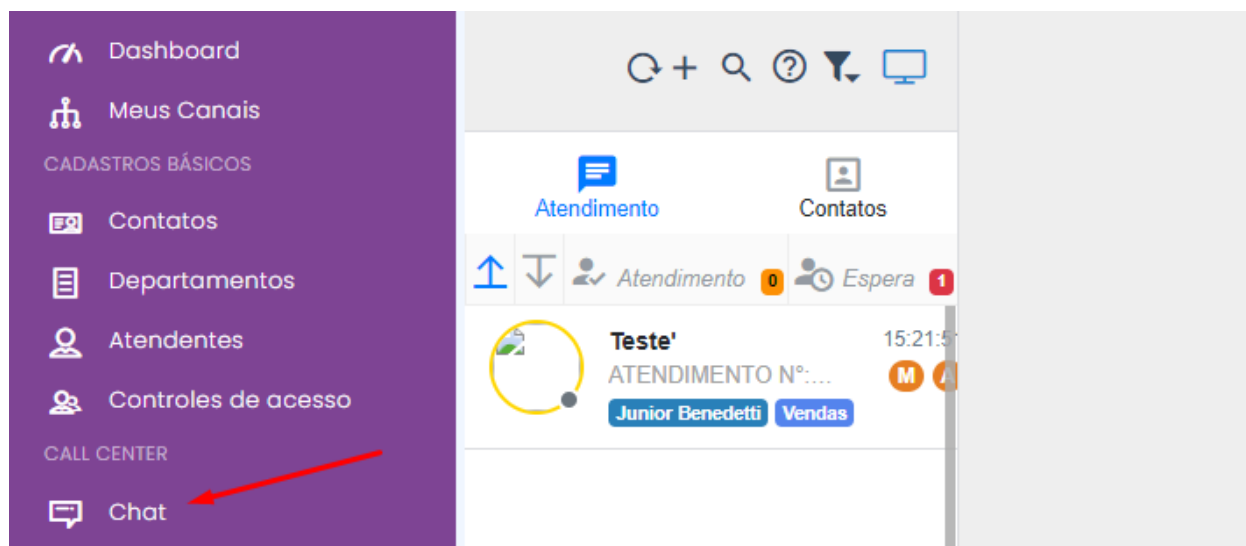 Dashboard
Meus Canais
CADASTROS BÁSICOS
Contatos
Departamentos
Atendentes
Controles de acesso
CALL CENTER
Chat
Atendimento
Contatos
Atendimento 0
Espera 1
Teste' 15:21:5
ATENDIMENTO Nº:.... M A
Junior Benedetti Vendas